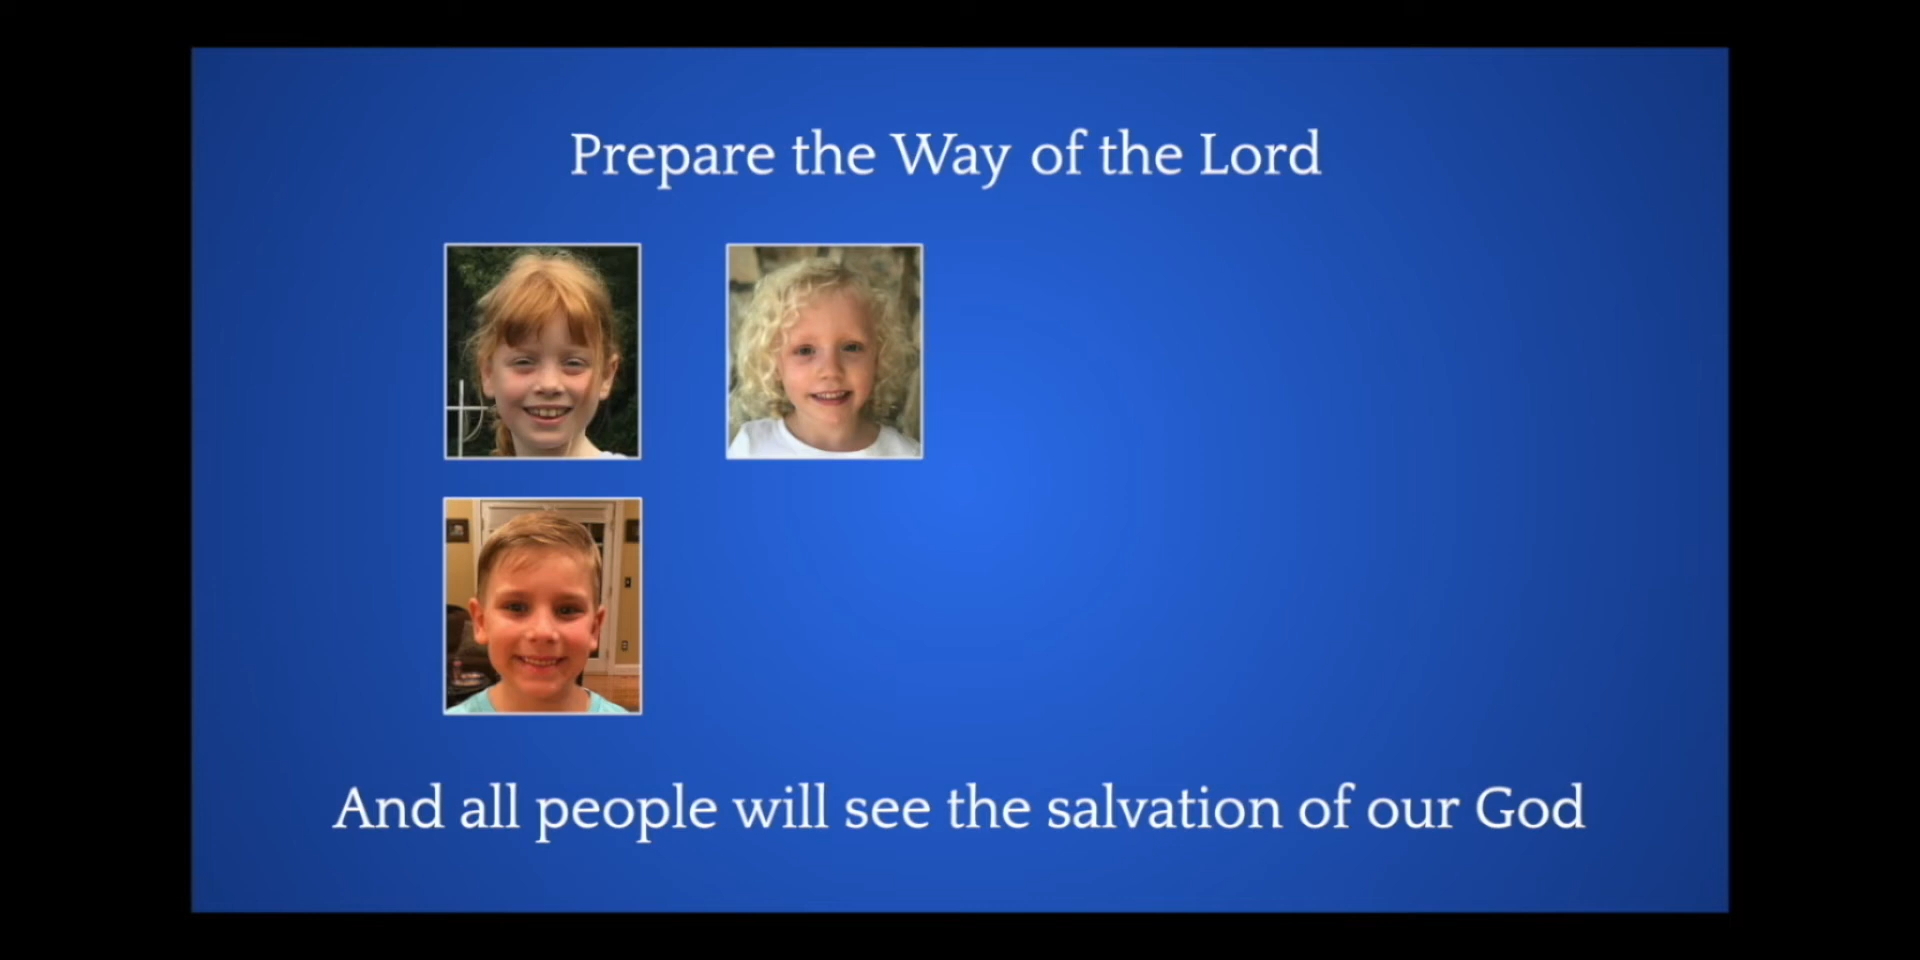 Prepare the Way of the Lord
And all people will see the salvation of our God